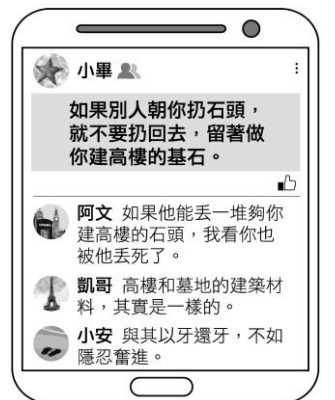 小畢
如果別人朝你扔石頭，
就不要扔回去，留著做
你建高樓的基石。
阿文 如果他能丟一堆夠你
建高樓的石頭，我看你也
被他丟死了。
凱哥 高樓和墓地的建築材
料，其實是一樣的。
小安 與其以牙還牙，不如
隱忍奮進。